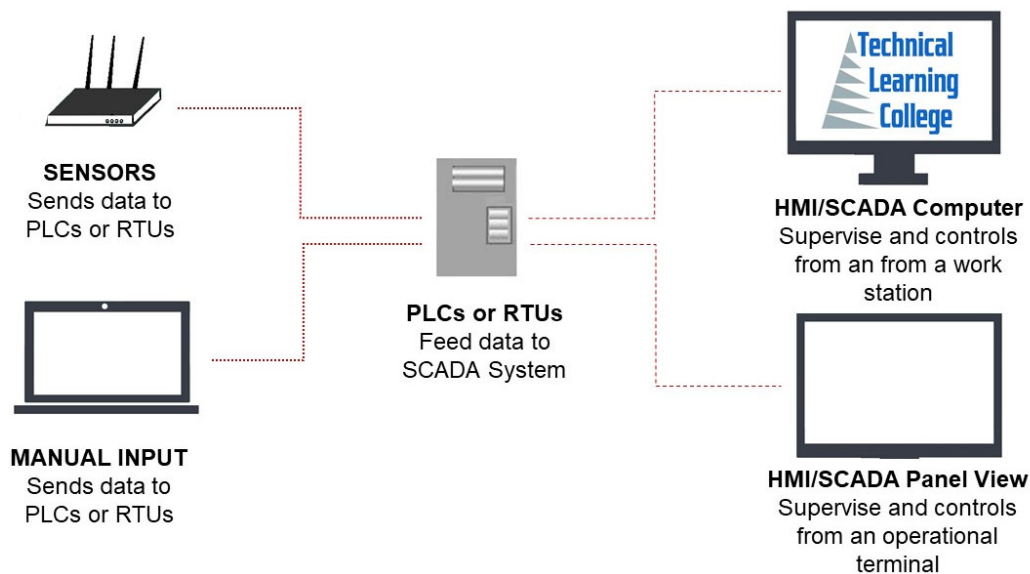 SENSORS
Sends data to
PLCs or RTUs
MANUAL INPUT
Sends data to
PLCs or RTUs
PLCs or RTUs
Feed data to
SCADA System
Technical
Learning
College
HMI/SCADA Computer
Supervise and controls
from an from a work
station
HMI/SCADA Panel View
Supervise and controls
from an operational
terminal